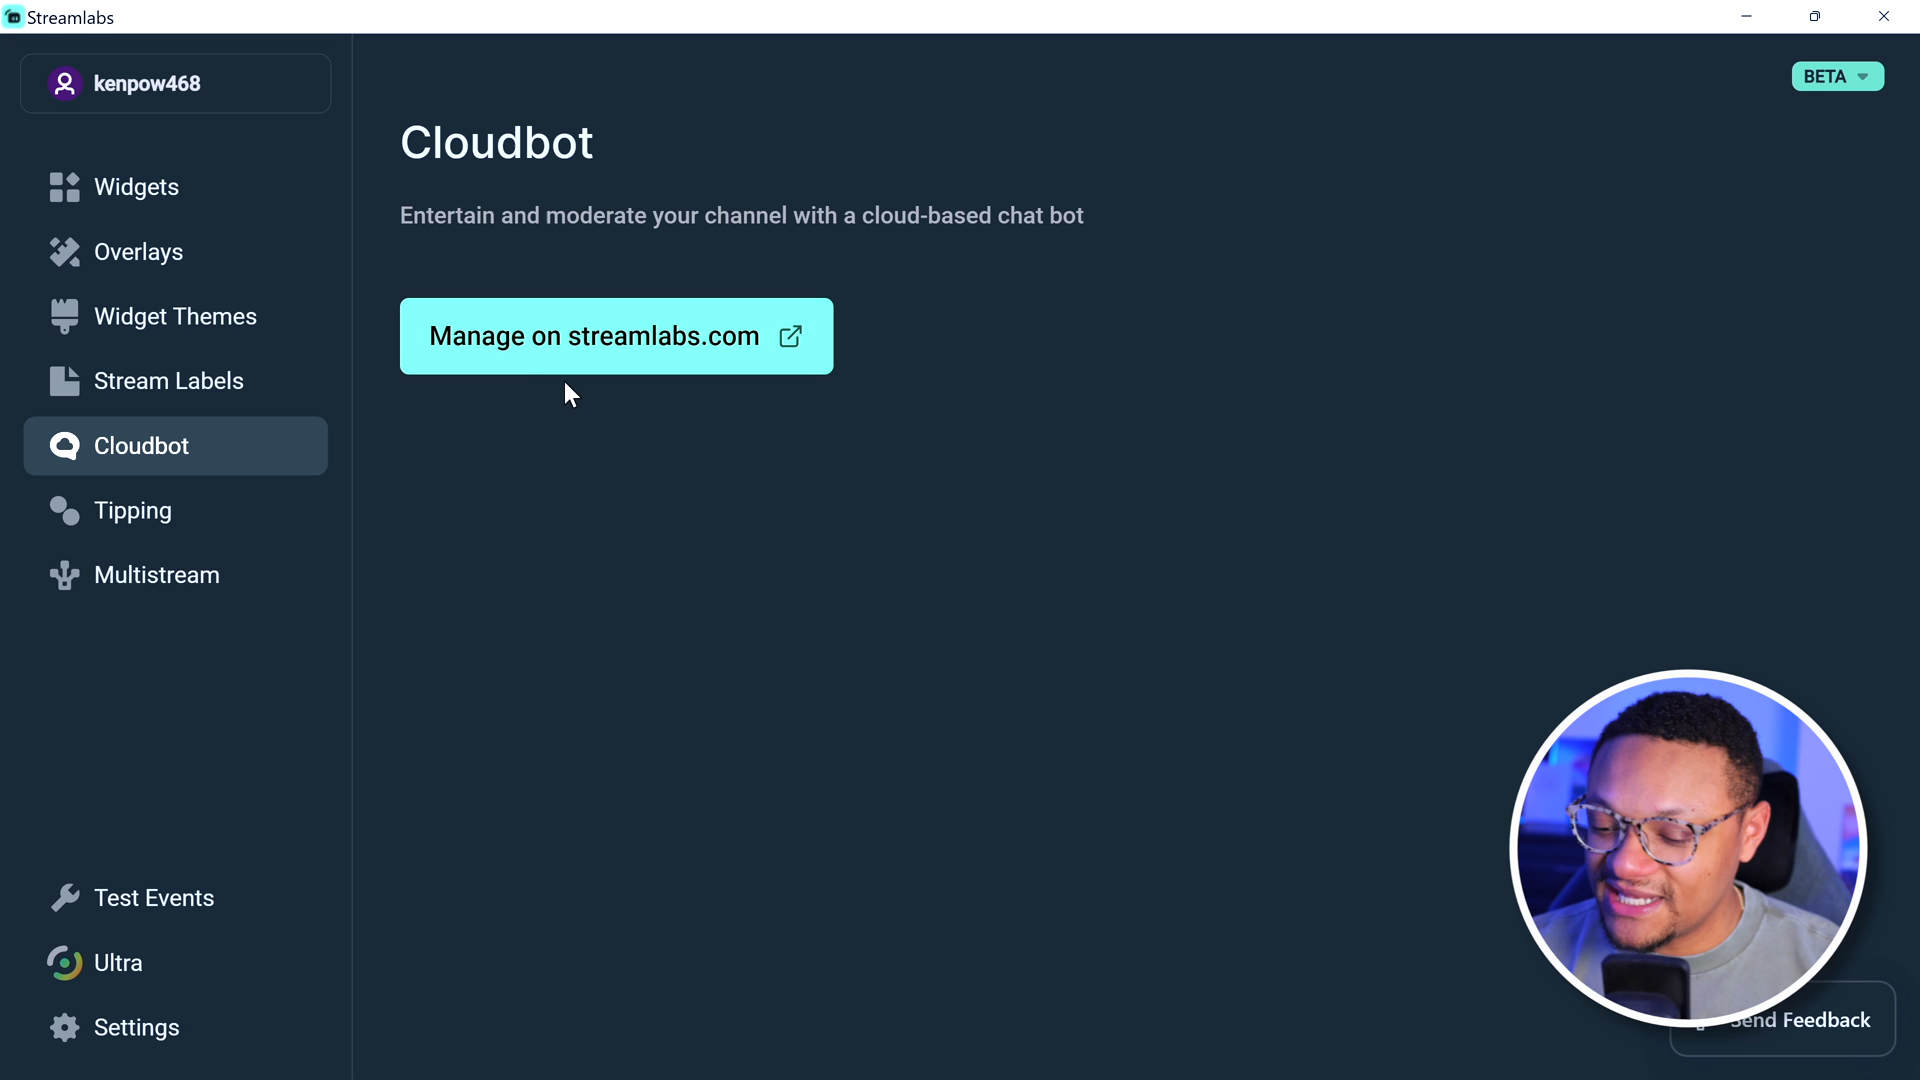 Streamlabs
kenpow468
BETA
Cloudbot
Entertain and moderate your channel with a cloud-based chat bot
Manage on streamlabs.com
Widgets
Overlays
Widget Themes
Stream Labels
Cloudbot
Tipping
Multistream
Test Events
Ultra
Settings
Send Feedback